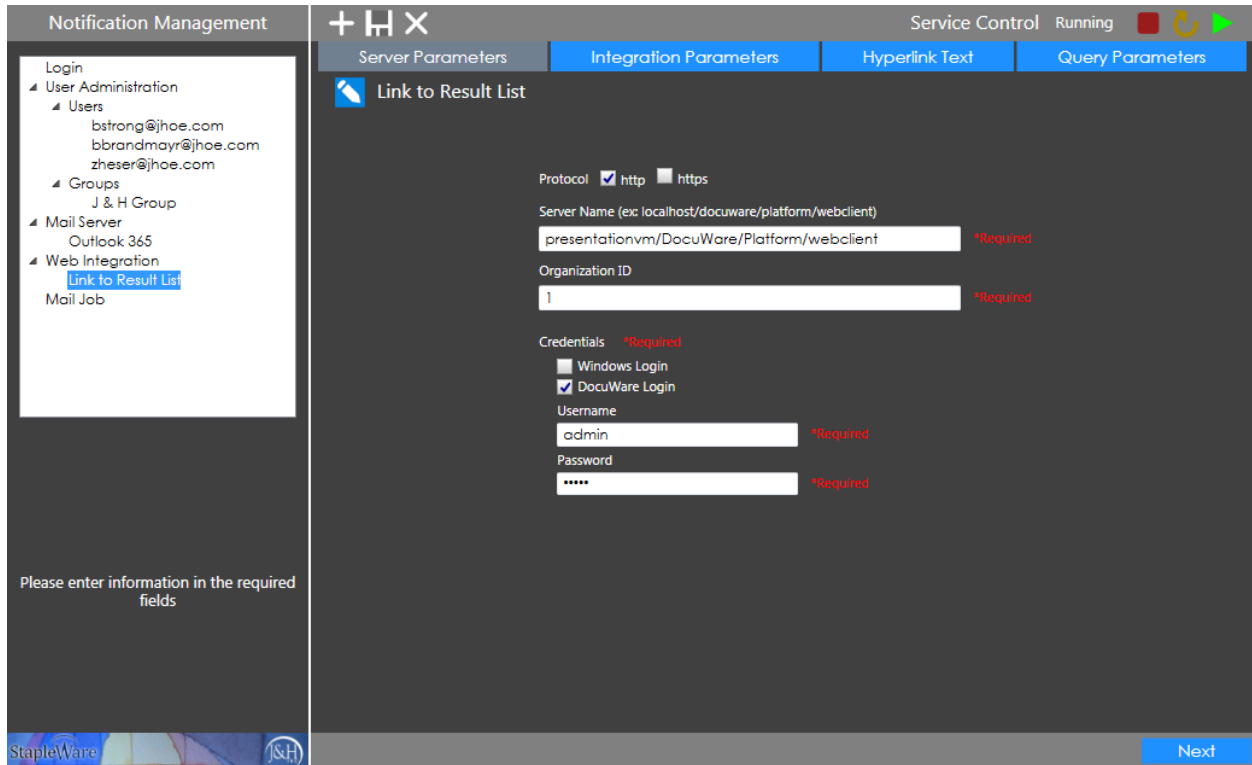 Notification Management
Service Control Running
Server Parameters
Integration Parameters
Hyperlink Text
Query Parameters
Login
User Administration
Users
bstrong@jhoe.com
bbrandmayr@jhoe.com
zheser@jhoe.com
Groups
J & H Group
Mail Server
Outlook 365
Web Integration
Link to Result List
Mail Job
Please enter information in the required
fields
StapleWare
J&H
Link to Result List
Protocol http https
Server Name (ex: localhost/docuware/platform/webclient)
presentationvm/DocuWare/Platform/webclient *Required
Organization ID
1 *Required
Credentials *Required
Windows Login
DocuWare Login
Username
admin *Required
Password
••••• *Required
Next